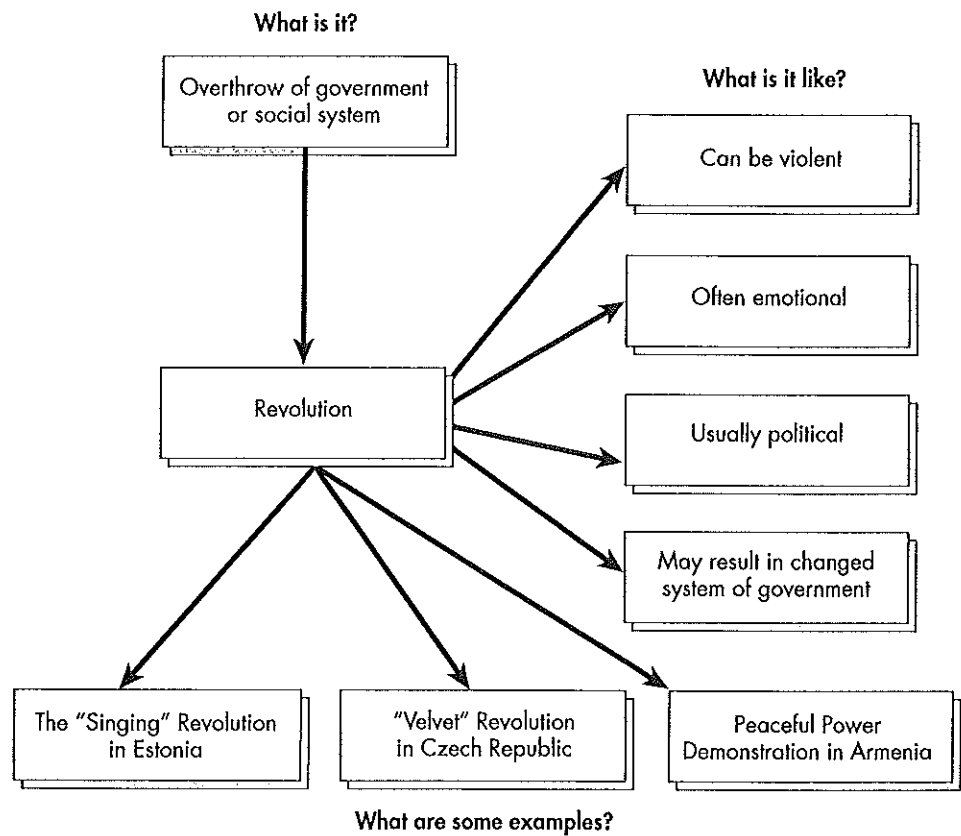 What is it?
Overthrow of government
or social system
What is it like?
Can be violent
Often emotional
Revolution
Usually political
May result in changed
system of government
The "Singing" Revolution
in Estonia
"Velvet" Revolution
in Czech Republic
Peaceful Power
Demonstration in Armenia
What are some examples?